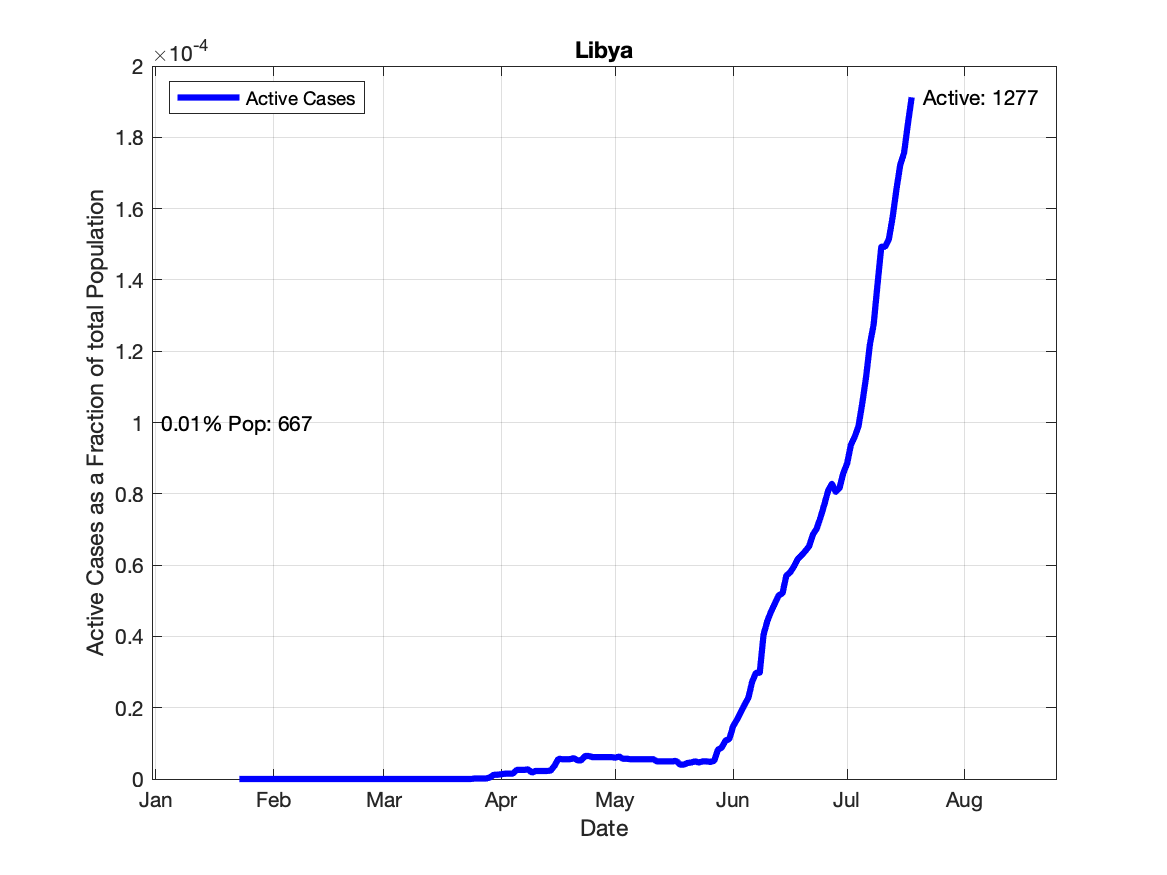 Libya
×10-4
2
1.8
1.6
1.4
1.2
1
0.8
0.6
0.4
0.2
0
Active Cases as a Fraction of total Population
Active Cases
Active: 1277
0.01% Pop: 667
Jan Feb Mar Apr May Jun Jul Aug
Date